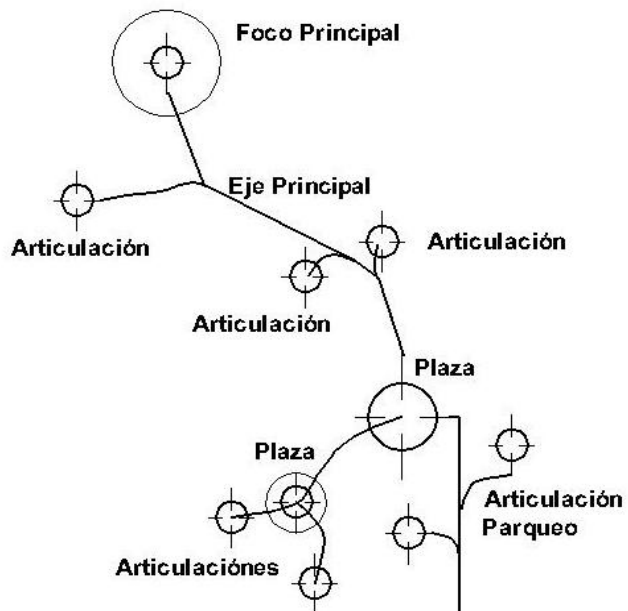 Foco Principal
Eje Principal
Articulación
Articulación
Articulación
Plaza
Plaza
Articulación
Parqueo
Articulaciónes